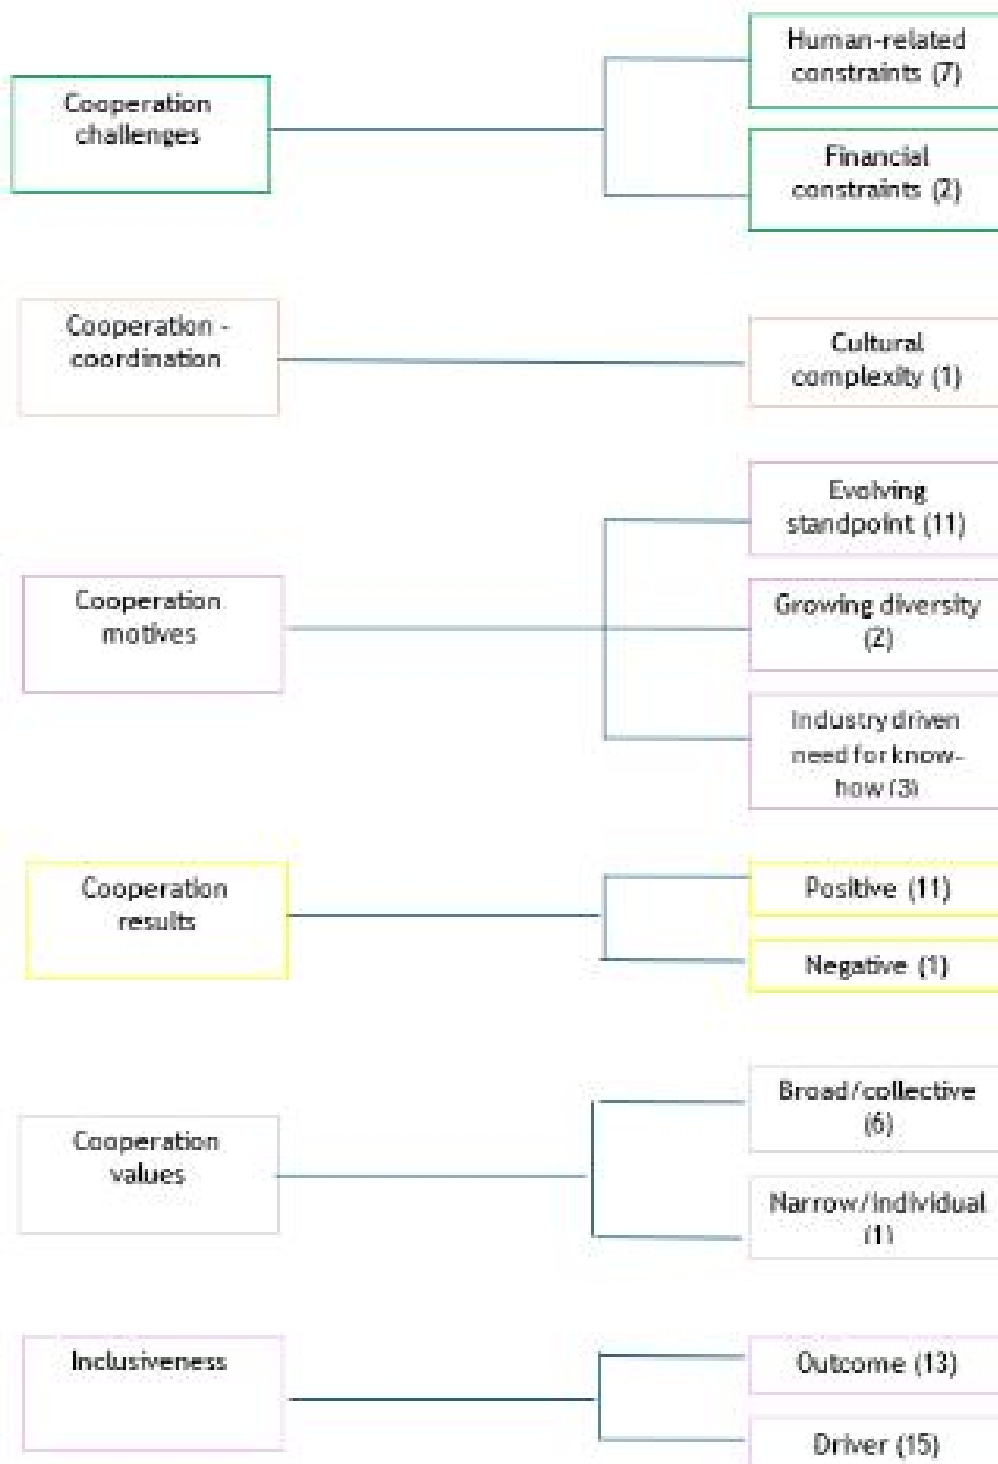 Human-related
constraints (7)
Cooperation
challenges
Financial
constraints (2)
Cooperation -
coordination
Cultural
complexity (1)
Evolving
standpoint (11)
Cooperation
motives
Growing diversity
(2)
Industry driven
need for know-
how (3)
Cooperation
results
Positive (11)
Negative (1)
Broad/collective
(6)
Cooperation
values
Narrow/individual
(1)
Inclusiveness
Outcome (13)
Driver (15)